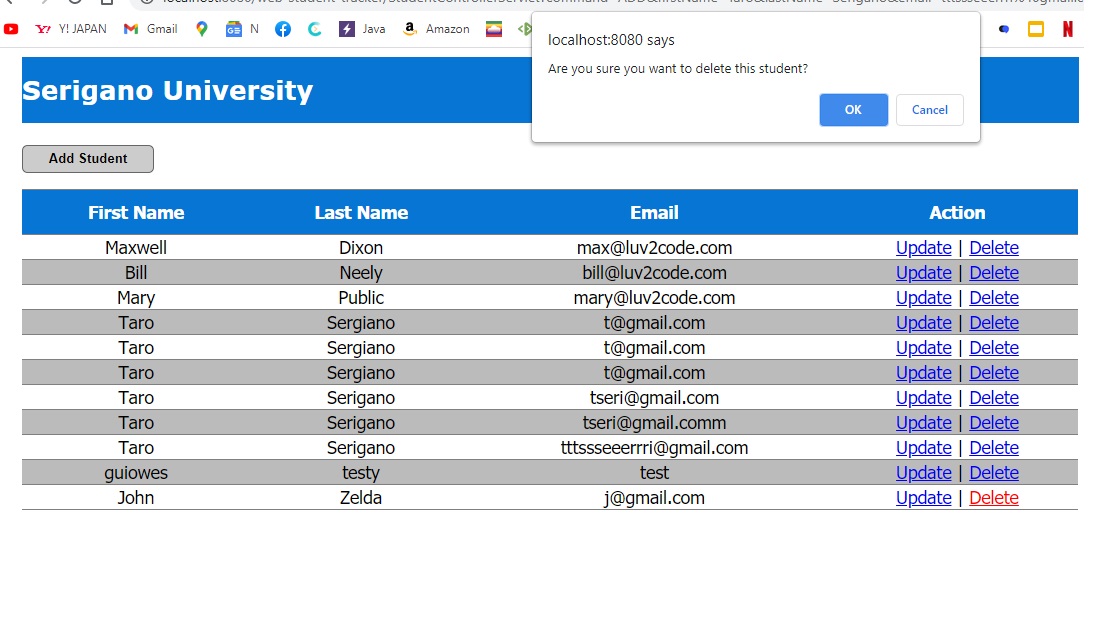 localhost:8080 says
Are you sure you want to delete this student?
OK Cancel
Y! JAPAN Gmail N Java Amazon
Serigano University
Add Student
First Name Last Name Email Action
Maxwell Dixon max@luv2code.com Update | Delete
Bill Neely bill@luv2code.com Update | Delete
Mary Public mary@luv2code.com Update | Delete
Taro Sergiano t@gmail.com Update | Delete
Taro Sergiano t@gmail.com Update | Delete
Taro Sergiano t@gmail.com Update | Delete
Taro Serigano tseri@gmail.com Update | Delete
Taro Serigano tseri@gmail.comm Update | Delete
Taro Serigano tttssseeerrri@gmail.com Update | Delete
guiowes testy test Update | Delete
John Zelda j@gmail.com Update | Delete